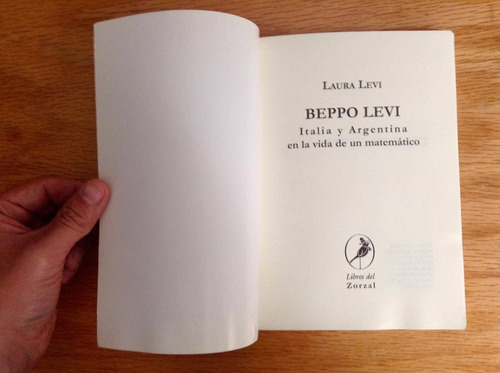 LAURA LEVI
BEPPO LEVI
Italia y Argentina
en la vida de un matemático
Libros del
Zorzal